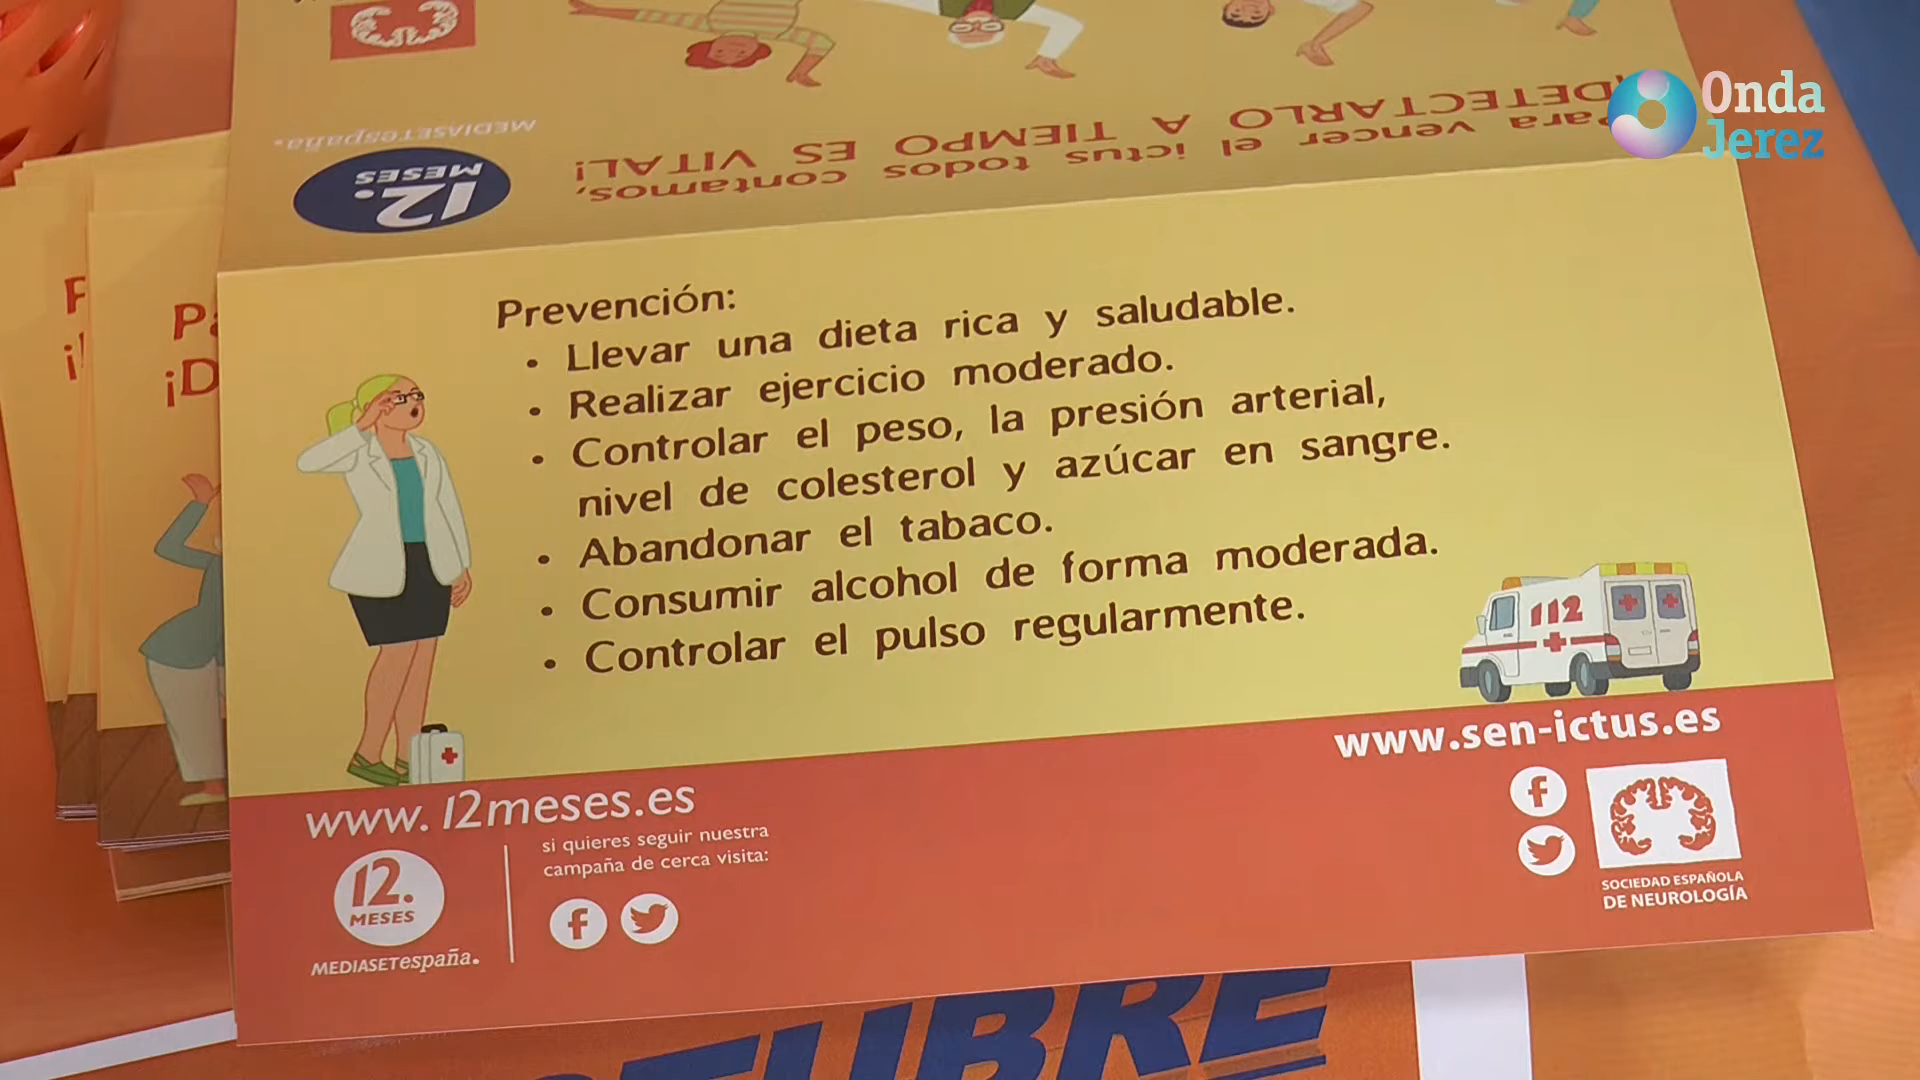 Onda
Jerez
MEDIASETespaña.
12.
MESES
Para vencer el ictus todos contamos,
¡DETECTARLO A TIEMPO ES VITAL!
Prevención:
• Llevar una dieta rica y saludable.
• Realizar ejercicio moderado.
• Controlar el peso, la presión arterial,
nivel de colesterol y azúcar en sangre.
• Abandonar el tabaco.
• Consumir alcohol de forma moderada.
• Controlar el pulso regularmente.
112
www.sen-ictus.es
www.12meses.es
si quieres seguir nuestra
campaña de cerca visita:
12.
MESES
MEDIASETespaña.
SOCIEDAD ESPAÑOLA
DE NEUROLOGÍA